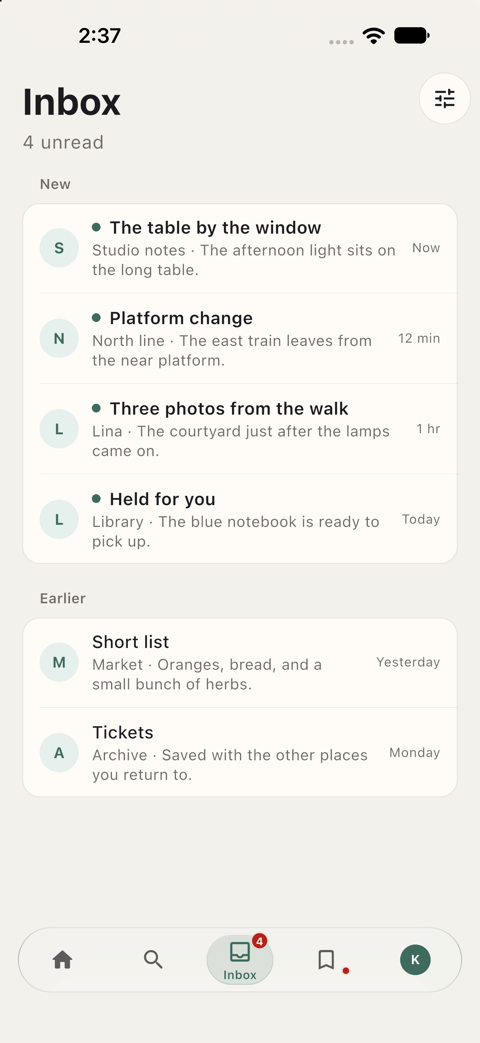 2:37
Inbox
4 unread
New
S
The table by the window
Studio notes · The afternoon light sits on
the long table.
Now
N
Platform change
North line · The east train leaves from
the near platform.
12 min
L
Three photos from the walk
Lina · The courtyard just after the lamps
came on.
1 hr
L
Held for you
Library · The blue notebook is ready to
pick up.
Today
Earlier
M
Short list
Market · Oranges, bread, and a
small bunch of herbs.
Yesterday
A
Tickets
Archive · Saved with the other places
you return to.
Monday
4
Inbox
K